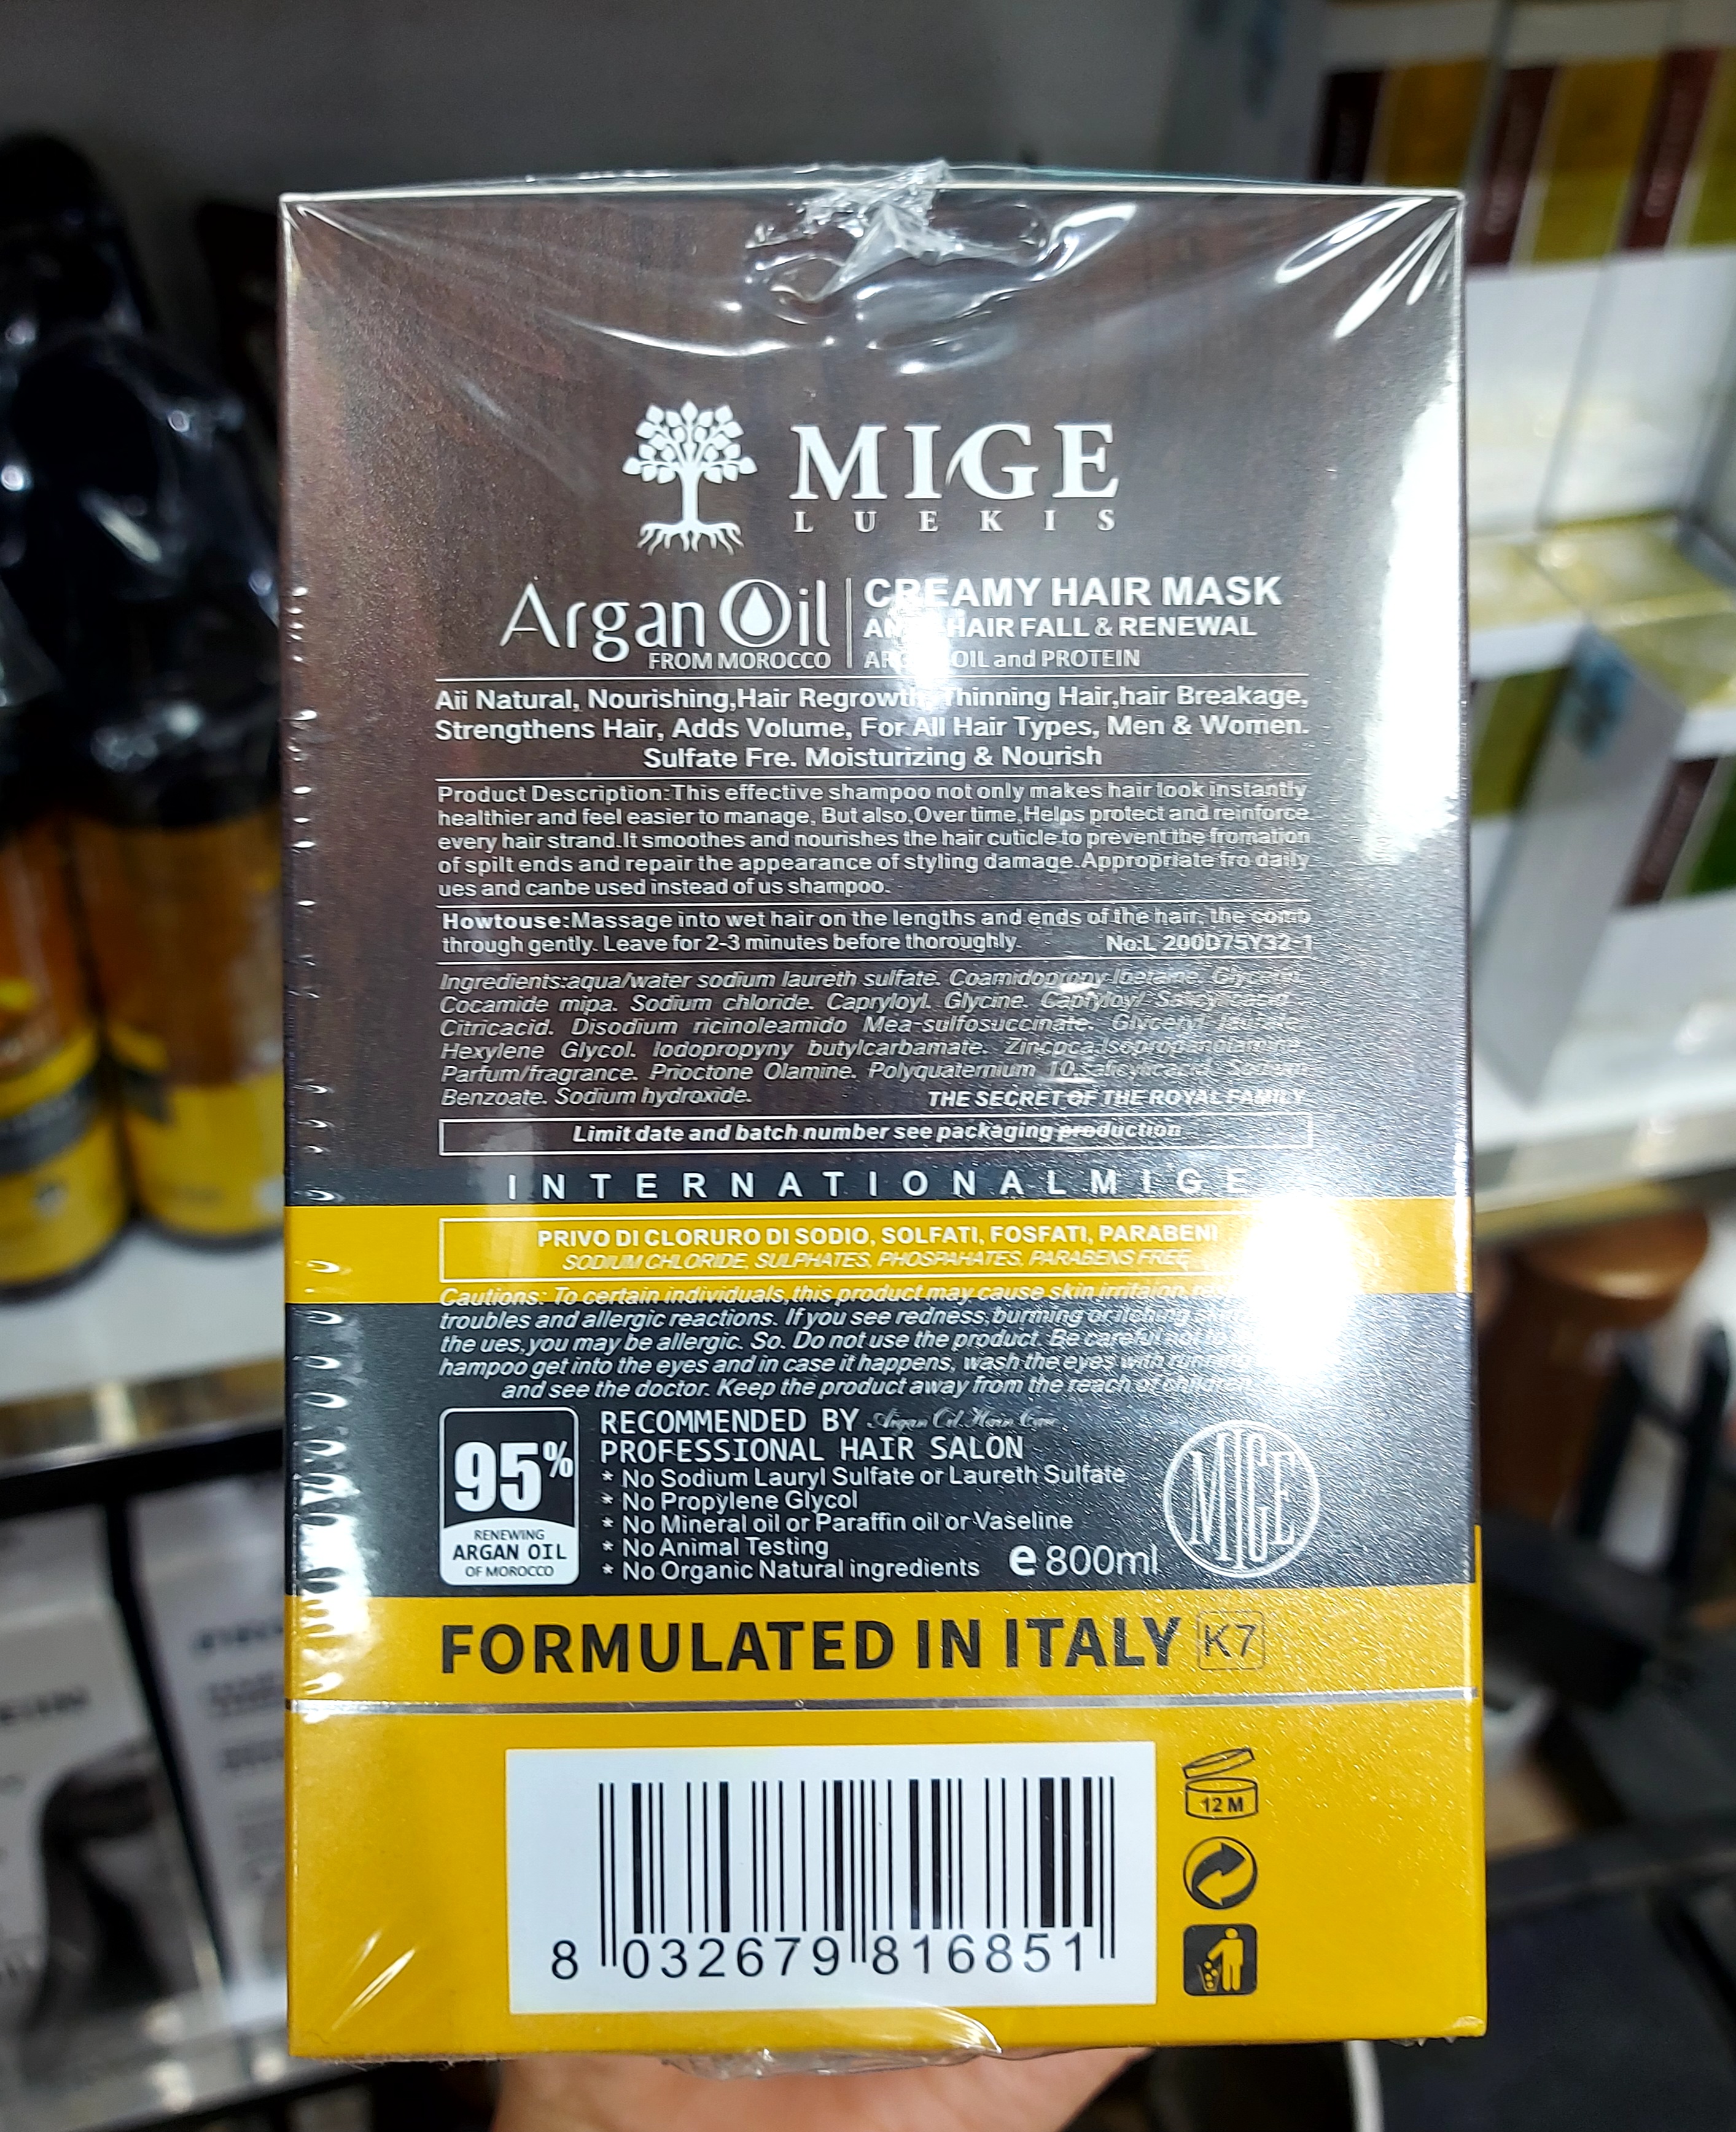 MIGE
LUEKIS
Argan Oil
FROM MOROCCO
CREAMY HAIR MASK
HAIR FALL & RENEWAL
OIL and PROTEIN
Aii Natural, Nourishing,Hair Regrowth, Thinning Hair,hair Breakage,
Strengthens Hair, Adds Volume, For All Hair Types, Men & Women.
Sulfate Fre. Moisturizing & Nourish
Product Description:This effective shampoo not only makes hair look instantly
healthier and feel easier to manage, But also,Over time,Helps protect and reinforce
every hair strand.It smoothes and nourishes the hair cuticle to prevent the fromation
of spilt ends and repair the appearance of styling damage.Appropriate fro daily
ues and canbe used instead of us shampoo.
Howtouse:Massage into wet hair on the lengths and ends of the hair, the comb
through gently. Leave for 2-3 minutes before thoroughly. No:L 200D75Y32-1
Ingredients:aqua/water sodium laureth sulfate. Glycerin.
Cocamide mipa. Sodium chloride. Capryloyl. Glycine. Capryloyl
Citricacid. Disodium ricinoleamido Mea-sulfosuccinate. Glyceryl laurate.
Hexylene Glycol. Iodopropyny butylcarbamate.
Parfum/fragrance. Prioctone Olamine. Polyquaternium 10.Salicylicacid. Sodium
Benzoate. Sodium hydroxide. THE SECRET OF THE ROYAL FAMILY
Limit date and batch number see packaging production
INTERNATIONALMIGE
PRIVO DI CLORURO DI SODIO, SOLFATI, FOSFATI, PARABENI
SODIUM CHLORIDE, SULPHATES, PHOSPAHATES, PARABENS FREE
Cautions: To certain individuals,this product may cause skin irritaion
troubles and allergic reactions. If you see redness, burming or itching
the ues,you may be allergic. So. Do not use the product. Be careful not
hampoo get into the eyes and in case it happens, wash the eyes with
and see the doctor. Keep the product away from the reach of children
95%
RENEWING
ARGAN OIL
OF MOROCCO
RECOMMENDED BY Argan Oil Hair Care
PROFESSIONAL HAIR SALON
* No Sodium Lauryl Sulfate or Laureth Sulfate
* No Propylene Glycol
* No Mineral oil or Paraffin oil or Vaseline
* No Animal Testing
* No Organic Natural ingredients
e 800ml
MIGE
FORMULATED IN ITALY K7
12 M
8 032679 816851